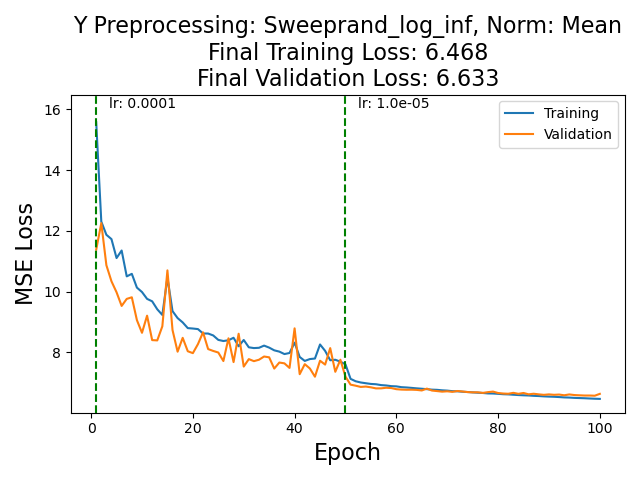 Y Preprocessing: Sweeprand_log_inf, Norm: Mean
Final Training Loss: 6.468
Final Validation Loss: 6.633
lr: 0.0001
lr: 1.0e-05
Training
Validation
16
14
12
10
8
MSE Loss
0
20
40
60
80
100
Epoch